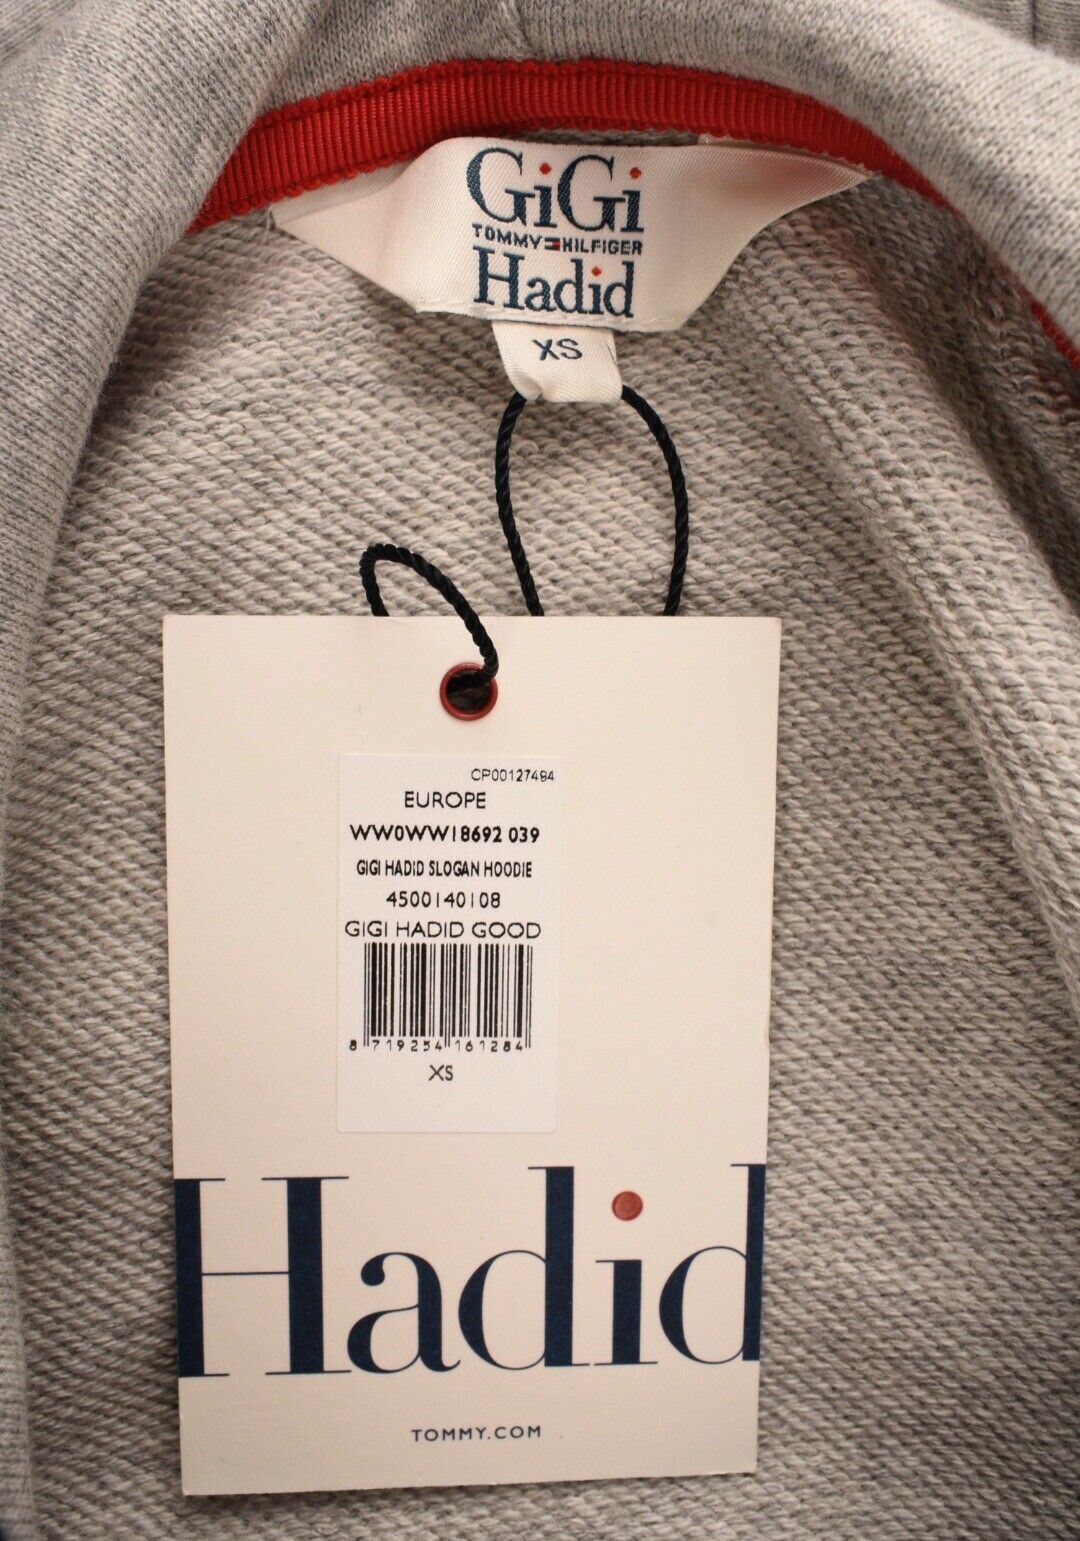 GiGi
TOMMY HILFIGER
Hadid
XS
CP00127484
EUROPE
WW0WW18692 039
GIGI HADID SLOGAN HOODIE
4500140108
GIGI HADID GOOD
8 719254 161284
XS
Hadid
TOMMY.COM